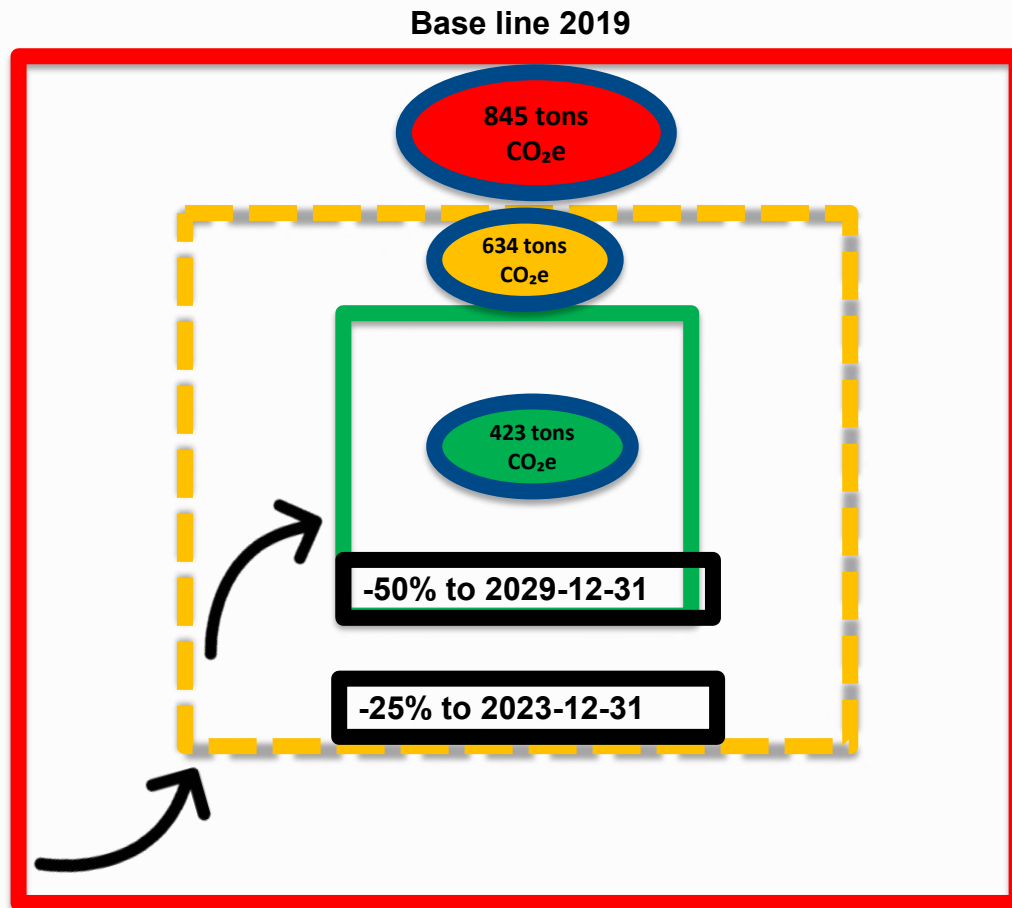 Base line 2019
845 tons
CO₂e
634 tons
CO₂e
423 tons
CO₂e
-50% to 2029-12-31
-25% to 2023-12-31